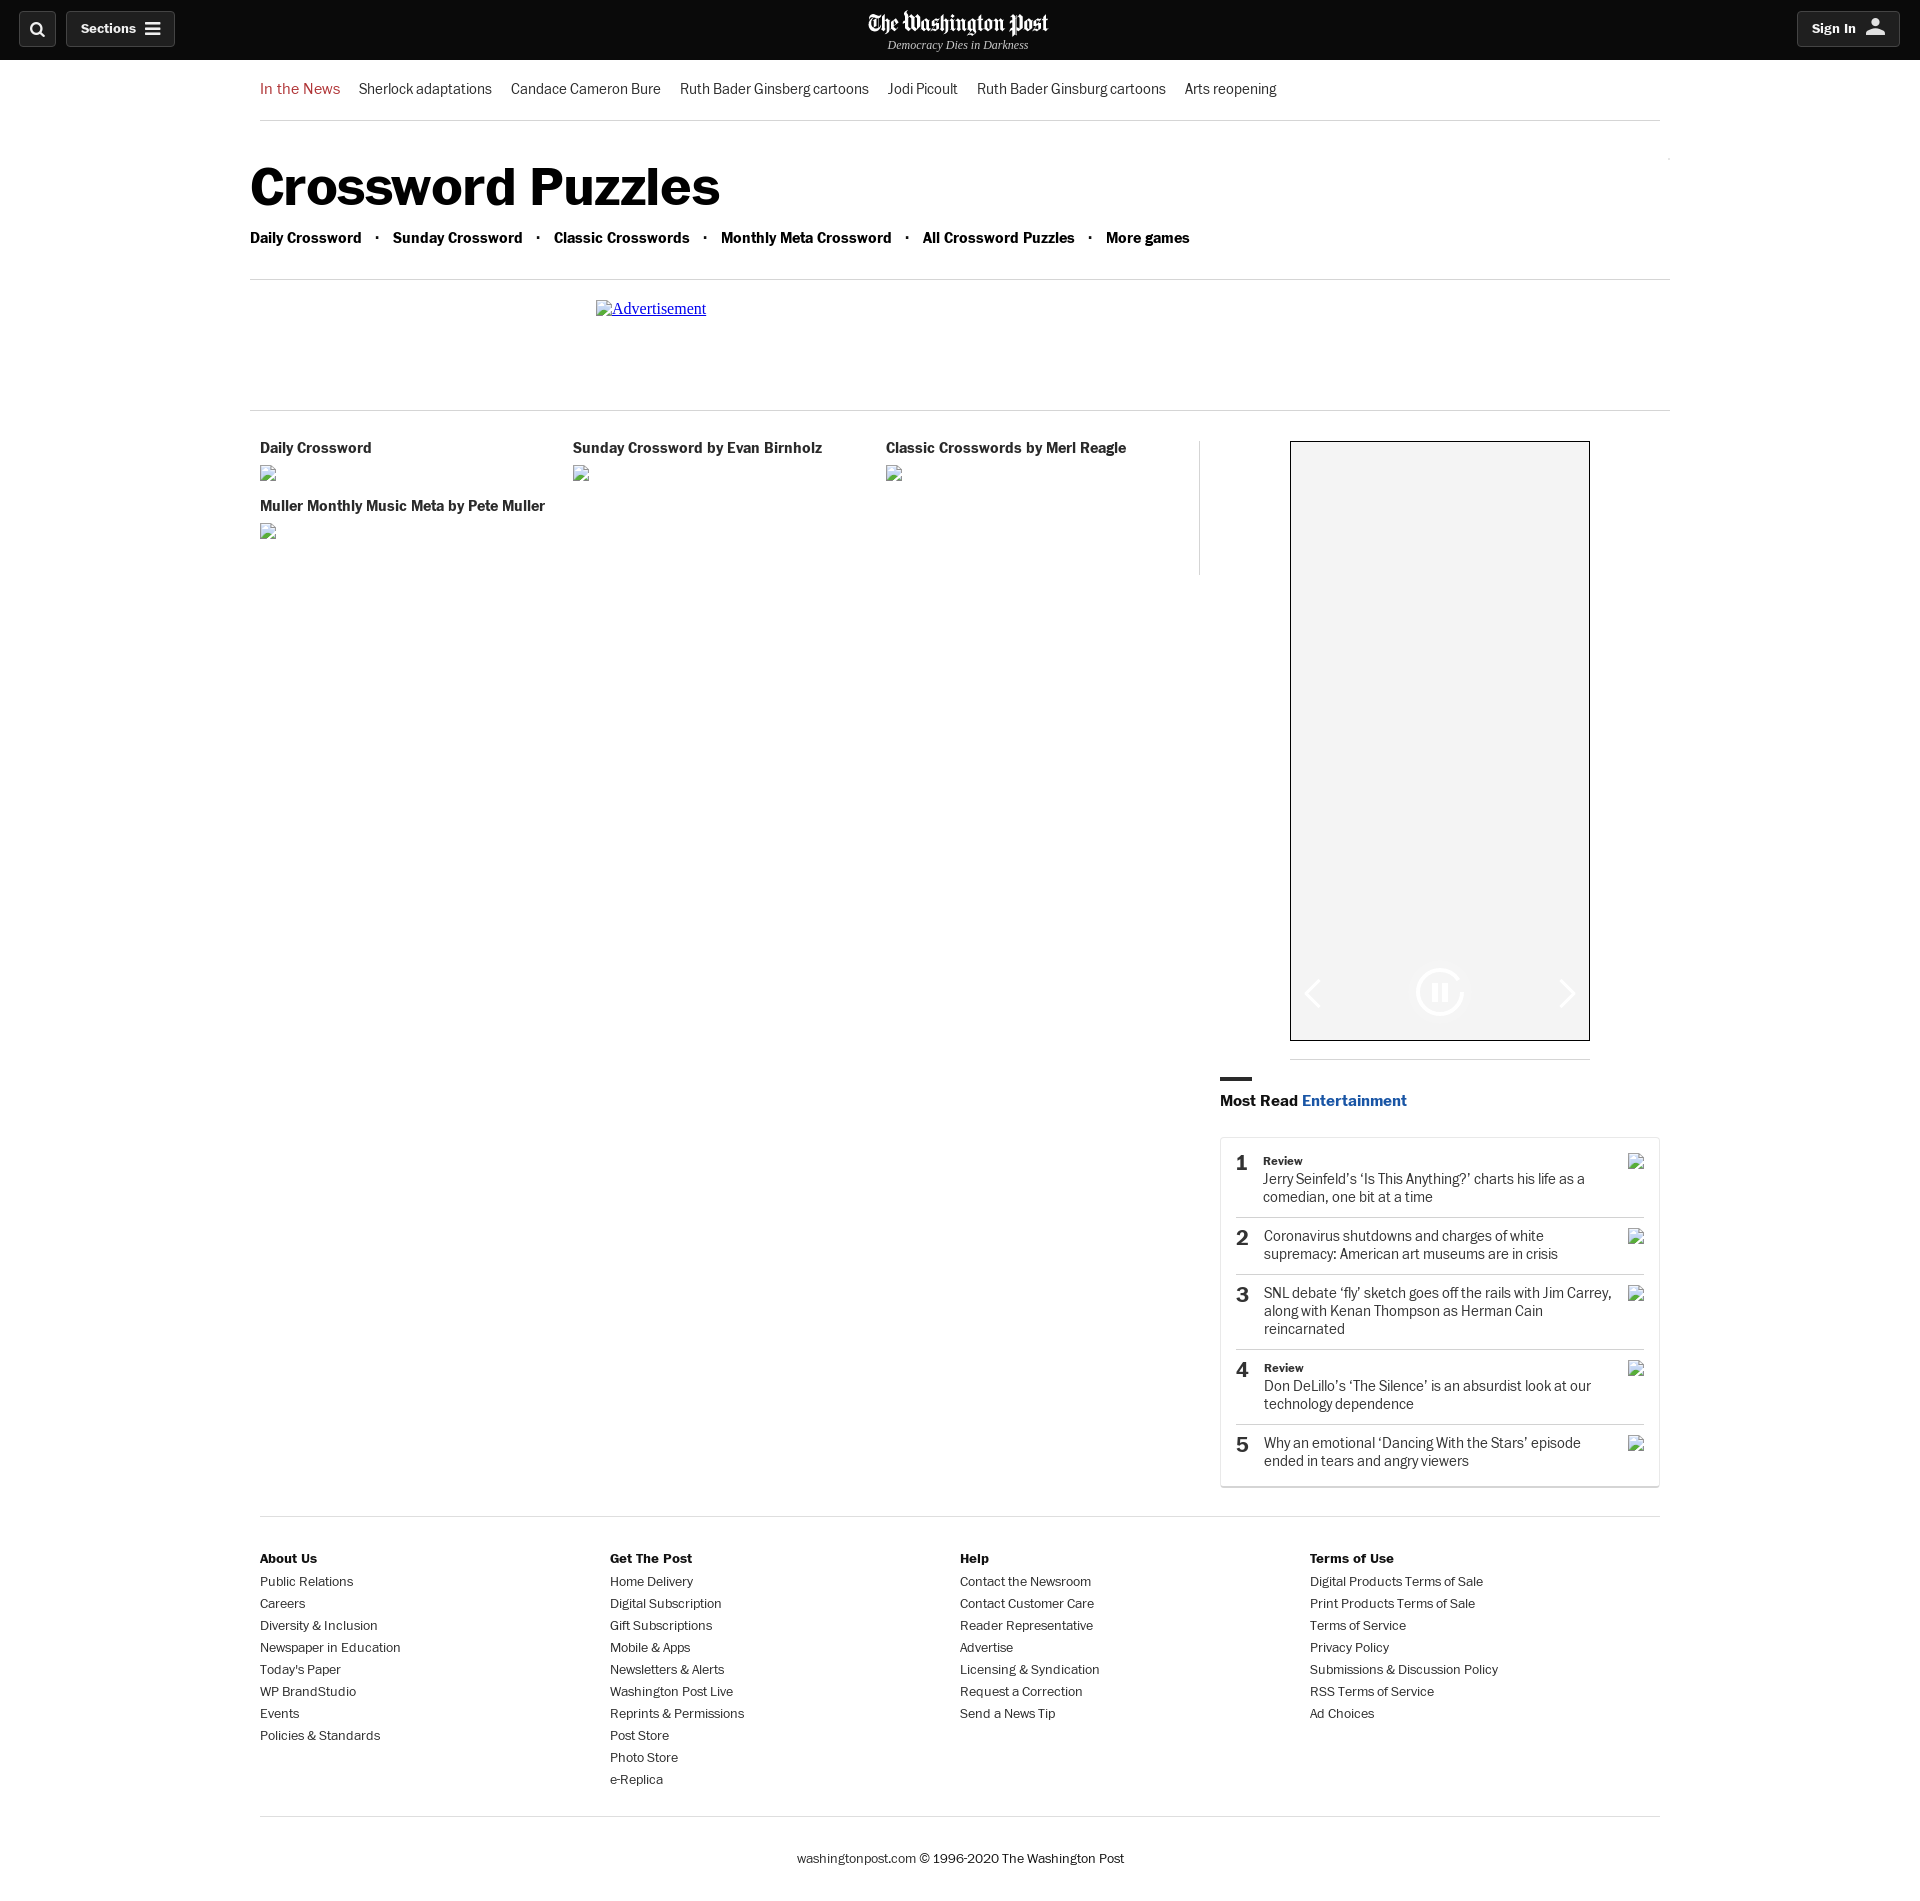 Sections
The Washington Post
Democracy Dies in Darkness
Sign In
In the News Sherlock adaptations Candace Cameron Bure Ruth Bader Ginsberg cartoons Jodi Picoult Ruth Bader Ginsburg cartoons Arts reopening
Crossword Puzzles
Daily Crossword · Sunday Crossword · Classic Crosswords · Monthly Meta Crossword · All Crossword Puzzles · More games
Advertisement
Daily Crossword
Sunday Crossword by Evan Birnholz
Classic Crosswords by Merl Reagle
Muller Monthly Music Meta by Pete Muller
Most Read Entertainment
1 Review
Jerry Seinfeld’s ‘Is This Anything?’ charts his life as a
comedian, one bit at a time
2 Coronavirus shutdowns and charges of white
supremacy: American art museums are in crisis
3 SNL debate ‘fly’ sketch goes off the rails with Jim Carrey,
along with Kenan Thompson as Herman Cain
reincarnated
4 Review
Don DeLillo’s ‘The Silence’ is an absurdist look at our
technology dependence
5 Why an emotional ‘Dancing With the Stars’ episode
ended in tears and angry viewers
About Us
Public Relations
Careers
Diversity & Inclusion
Newspaper in Education
Today's Paper
WP BrandStudio
Events
Policies & Standards
Get The Post
Home Delivery
Digital Subscription
Gift Subscriptions
Mobile & Apps
Newsletters & Alerts
Washington Post Live
Reprints & Permissions
Post Store
Photo Store
e-Replica
Help
Contact the Newsroom
Contact Customer Care
Reader Representative
Advertise
Licensing & Syndication
Request a Correction
Send a News Tip
Terms of Use
Digital Products Terms of Sale
Print Products Terms of Sale
Terms of Service
Privacy Policy
Submissions & Discussion Policy
RSS Terms of Service
Ad Choices
washingtonpost.com © 1996-2020 The Washington Post